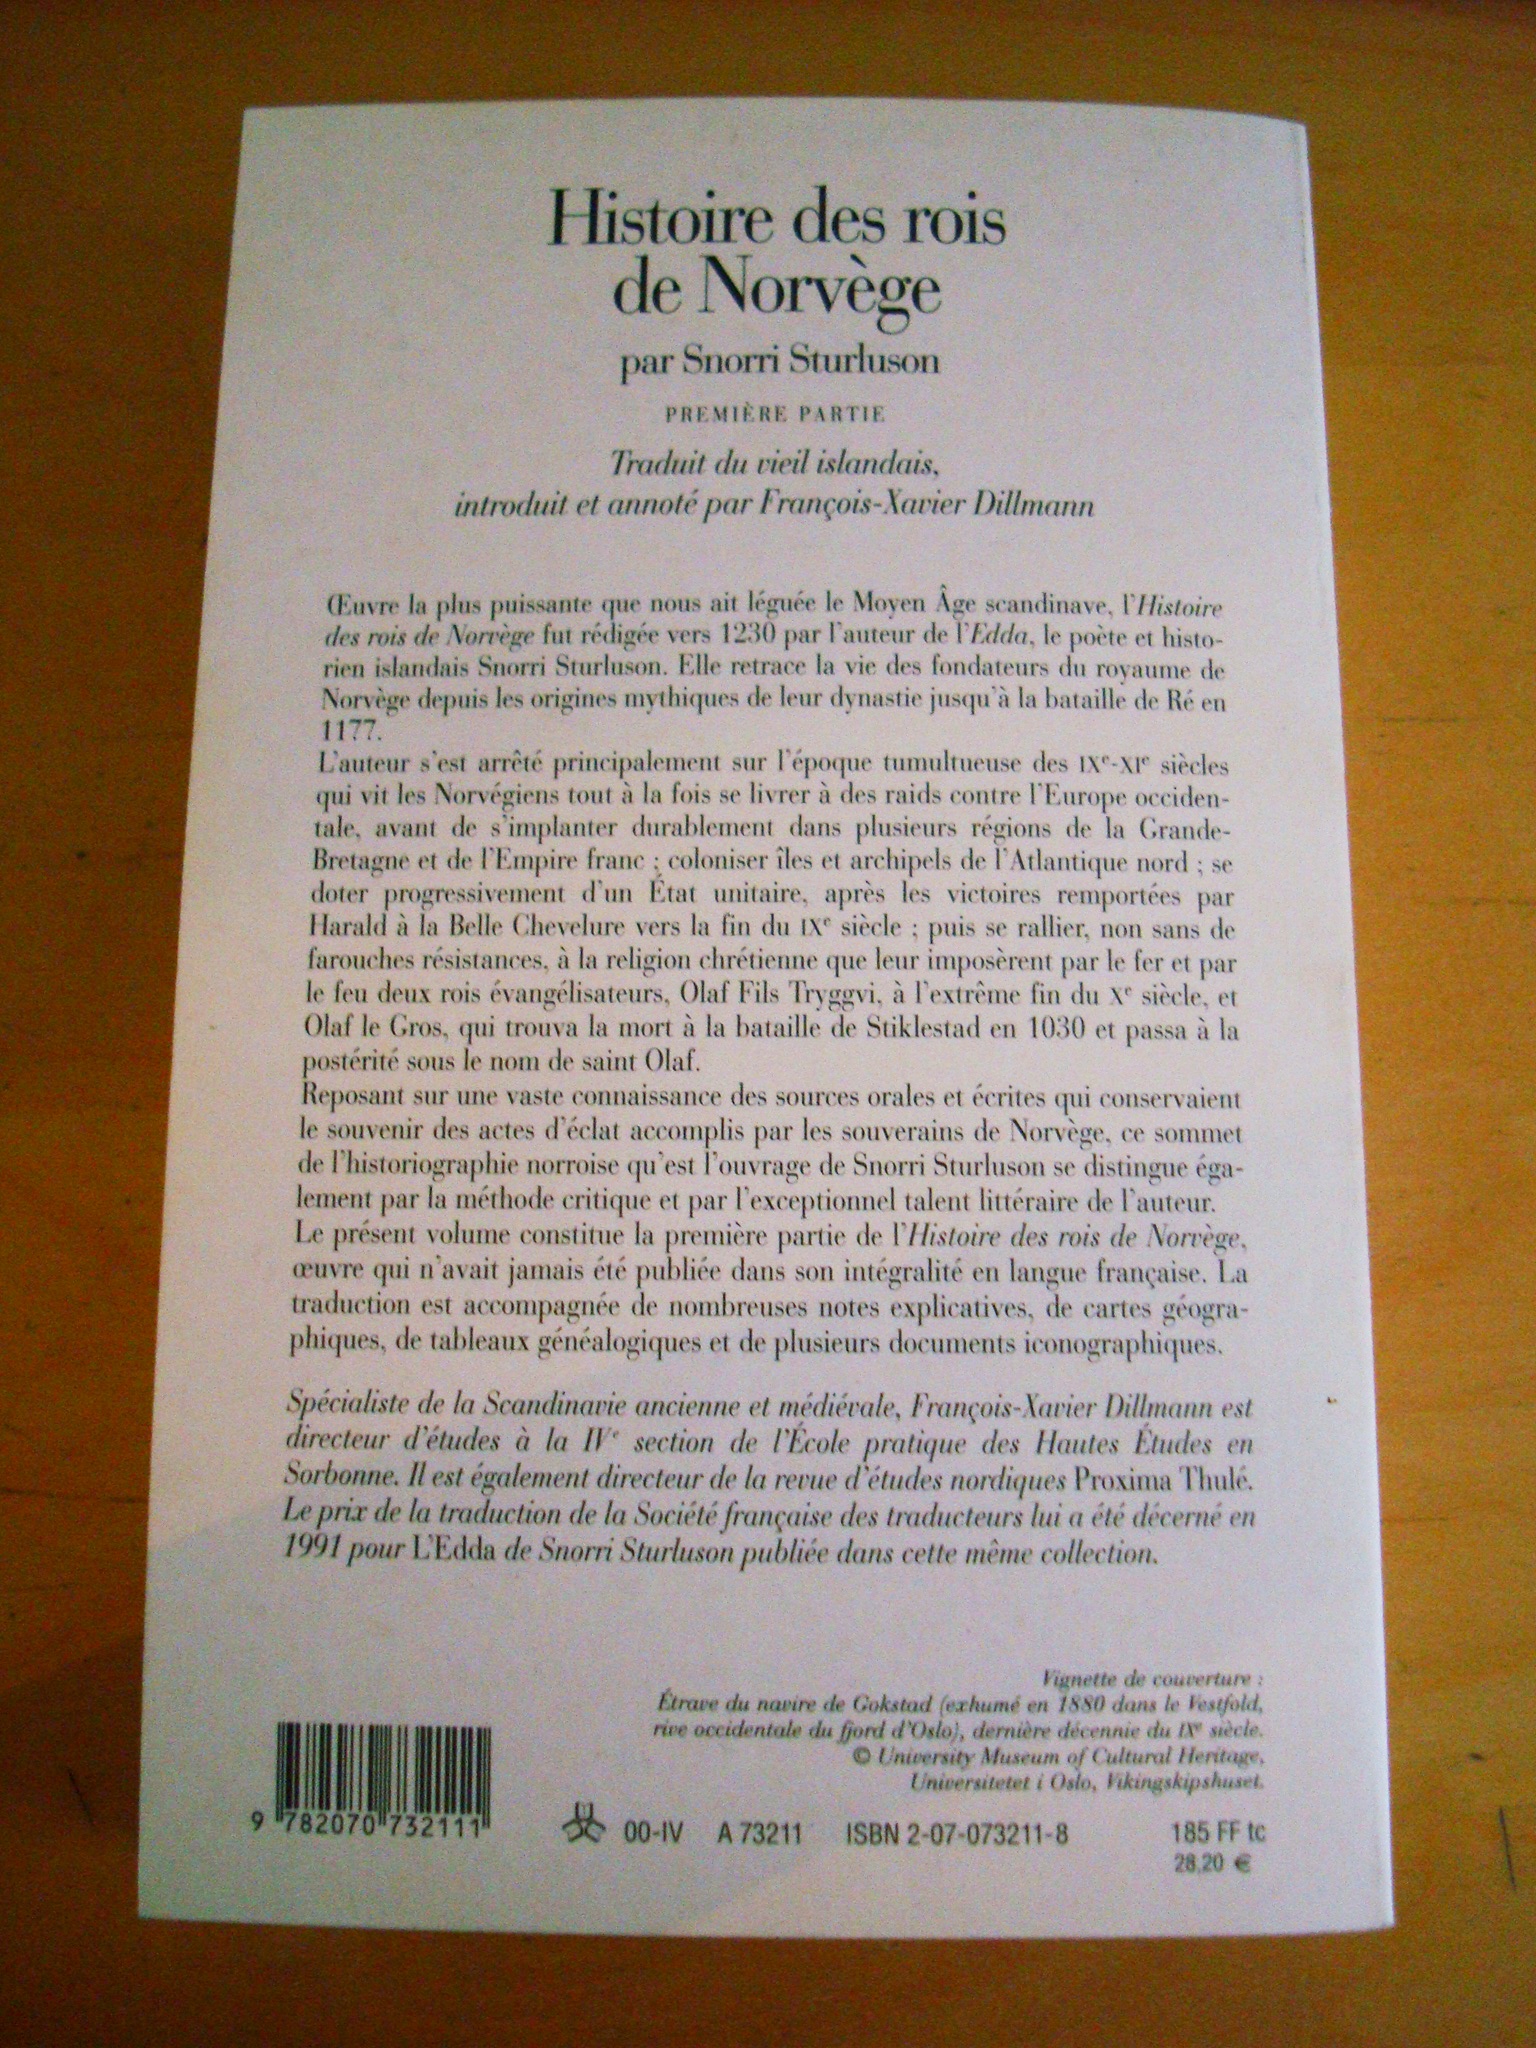 Histoire des rois
de Norvège
par Snorri Sturluson
PREMIÈRE PARTIE
Traduit du vieil islandais,
introduit et annoté par François-Xavier Dillmann
Œuvre la plus puissante que nous ait léguée le Moyen Âge scandinave, l'Histoire
des rois de Norvège fut rédigée vers 1230 par l'auteur de l'Edda, le poète et histo-
rien islandais Snorri Sturluson. Elle retrace la vie des fondateurs du royaume de
Norvège depuis les origines mythiques de leur dynastie jusqu'à la bataille de Ré en
1177.
L'auteur s'est arrêté principalement sur l'époque tumultueuse des IXe-XIe siècles
qui vit les Norvégiens tout à la fois se livrer à des raids contre l'Europe occiden-
tale, avant de s'implanter durablement dans plusieurs régions de la Grande-
Bretagne et de l'Empire franc ; coloniser îles et archipels de l'Atlantique nord ; se
doter progressivement d'un État unitaire, après les victoires remportées par
Harald à la Belle Chevelure vers la fin du IXe siècle ; puis se rallier, non sans de
farouches résistances, à la religion chrétienne que leur imposèrent par le fer et par
le feu deux rois évangélisateurs, Olaf Fils Tryggvi, à l'extrême fin du Xe siècle, et
Olaf le Gros, qui trouva la mort à la bataille de Stiklestad en 1030 et passa à la
postérité sous le nom de saint Olaf.
Reposant sur une vaste connaissance des sources orales et écrites qui conservaient
le souvenir des actes d'éclat accomplis par les souverains de Norvège, ce sommet
de l'historiographie norroise qu'est l'ouvrage de Snorri Sturluson se distingue éga-
lement par la méthode critique et par l'exceptionnel talent littéraire de l'auteur.
Le présent volume constitue la première partie de l'Histoire des rois de Norvège,
œuvre qui n'avait jamais été publiée dans son intégralité en langue française. La
traduction est accompagnée de nombreuses notes explicatives, de cartes géogra-
phiques, de tableaux généalogiques et de plusieurs documents iconographiques.
Spécialiste de la Scandinavie ancienne et médiévale, François-Xavier Dillmann est
directeur d'études à la IVe section de l'École pratique des Hautes Études en
Sorbonne. Il est également directeur de la revue d'études nordiques Proxima Thulé.
Le prix de la traduction de la Société française des traducteurs lui a été décerné en
1991 pour L'Edda de Snorri Sturluson publiée dans cette même collection.
Vignette de couverture :
Étrave du navire de Gokstad (exhumé en 1880 dans le Vestfold,
rive occidentale du fjord d'Oslo), dernière décennie du IXe siècle.
© University Museum of Cultural Heritage,
Universitetet i Oslo, Vikingskipshuset.
9 782070 732111
00-IV A 73211 ISBN 2-07-073211-8 185 FF tc
28,20 €